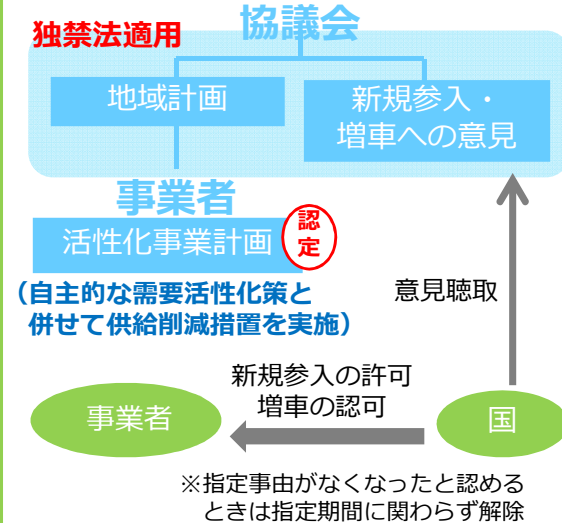 協議会
独禁法適用
地域計画
新規参入・
増車への意見
事業者
活性化事業計画
認
定
（自主的な需要活性化策と
併せて供給削減措置を実施）
意見聴取
新規参入の許可
増車の認可
事業者
国
※指定事由がなくなったと認める
ときは指定期間に関わらず解除